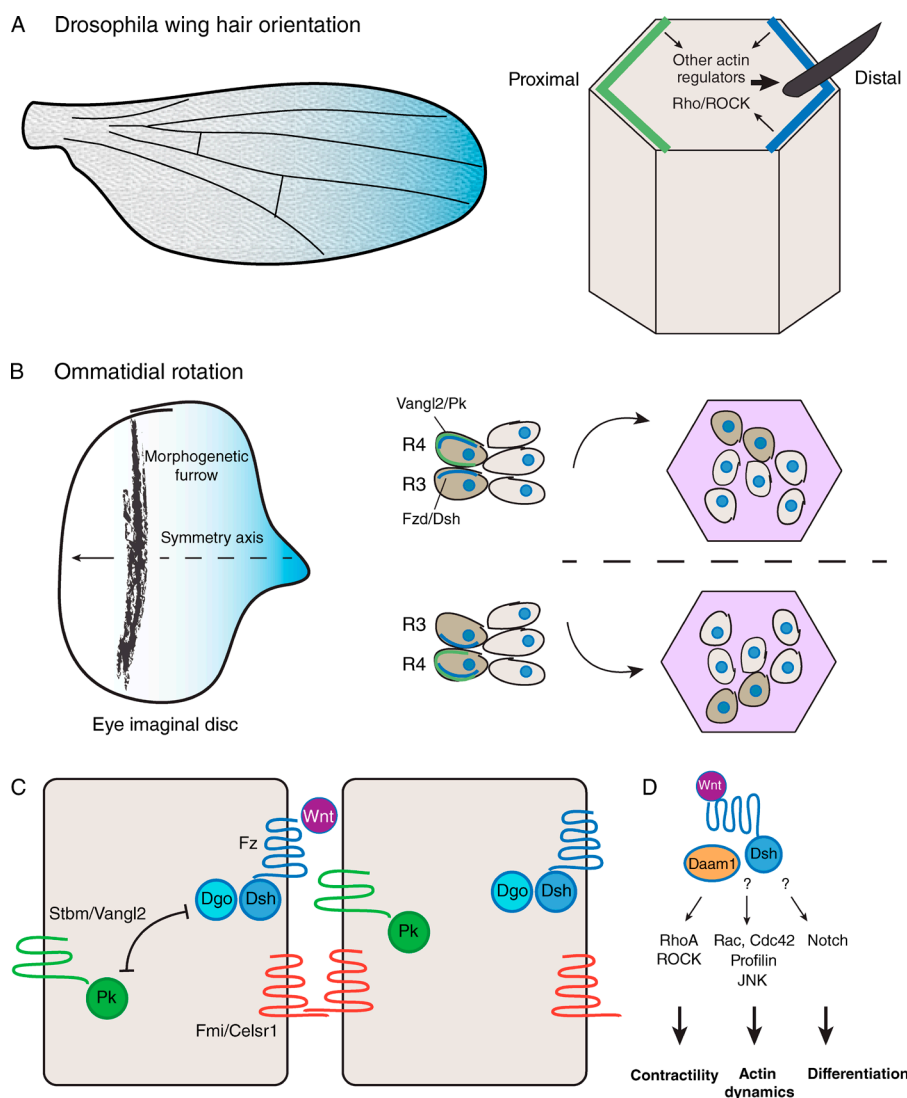 A Drosophila wing hair orientation
Proximal
Other actin
regulators
Rho/ROCK
Distal
B Ommatidial rotation
Morphogenetic
furrow
Symmetry axis
Eye imaginal disc
Vangl2/Pk
R4
R3
Fzd/Dsh
R3
R4
C
Wnt
Fz
Dgo
Dsh
Stbm/Vangl2
Pk
Fmi/Celsr1
Pk
Dgo
Dsh
D
Wnt
Daam1
Dsh
?
?
RhoA
ROCK
Rac, Cdc42
Profilin
JNK
Notch
Contractility
Actin
dynamics
Differentiation